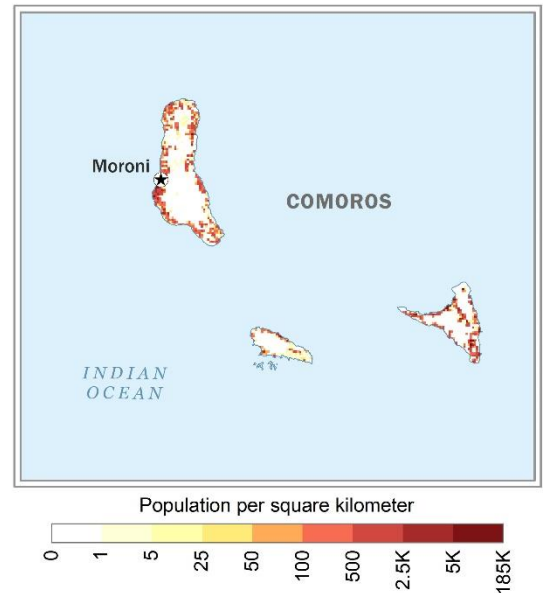 Moroni
COMOROS
INDIAN
OCEAN
Population per square kilometer
0
1
5
25
50
100
500
2.5K
5K
185K